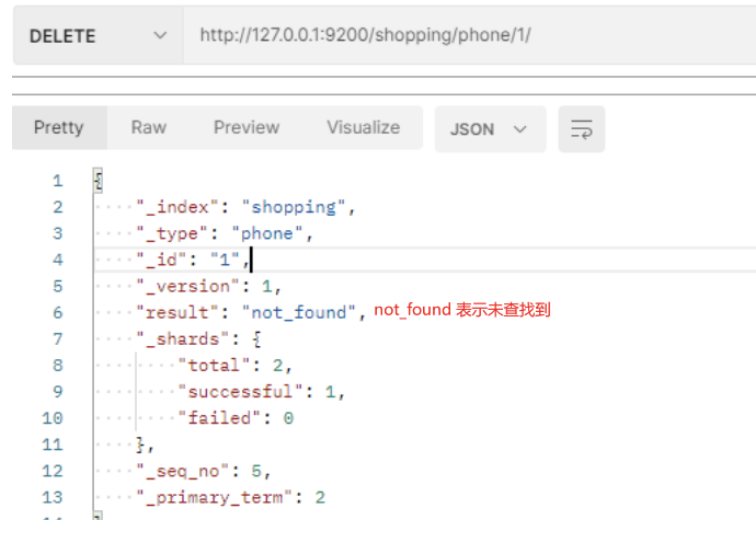 DELETE http://127.0.0.1:9200/shopping/phone/1/
Pretty Raw Preview Visualize JSON
1 {
2 "_index": "shopping",
3 "_type": "phone",
4 "_id": "1",
5 "_version": 1,
6 "result": "not_found", not_found 表示未查找到
7 "_shards": {
8 "total": 2,
9 "successful": 1,
10 "failed": 0
11 },
12 "_seq_no": 5,
13 "_primary_term": 2